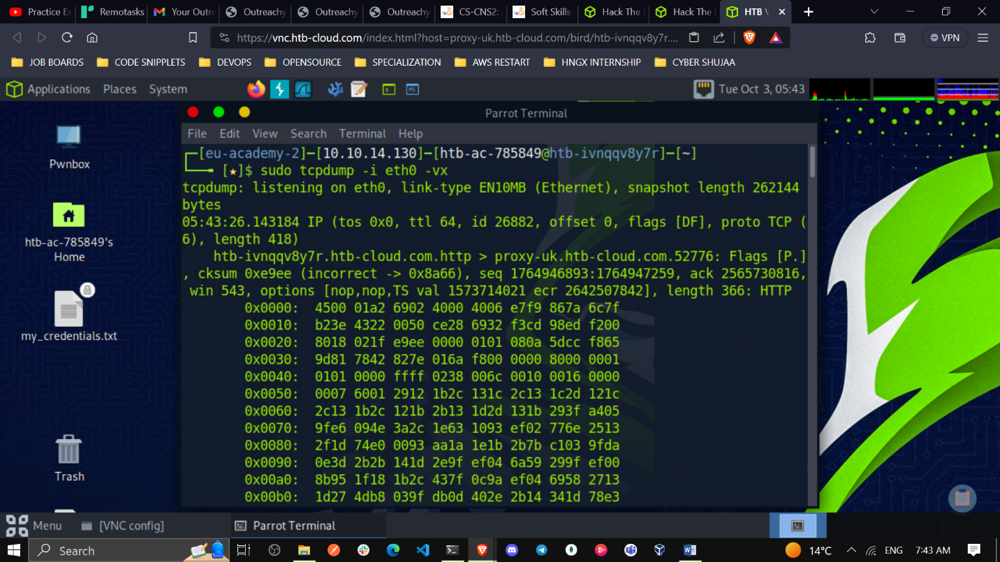 Practice Ex
Remotasks
Your Outre
Outreachy
Outreachy
Outreachy
CS-CNS2: A
Soft Skills
Hack The
Hack The
HTB V
https://vnc.htb-cloud.com/index.html?host=proxy-uk.htb-cloud.com/bird/htb-ivnqqv8y7r....
VPN
JOB BOARDS
CODE SNIPPLETS
DEVOPS
OPENSOURCE
SPECIALIZATION
AWS RESTART
HNGX INTERNSHIP
CYBER SHUJAA
Applications Places System
Tue Oct 3, 05:43
Pwnbox
htb-ac-785849's
Home
my_credentials.txt
Trash
Parrot Terminal
File Edit View Search Terminal Help
┌─[eu-academy-2]─[10.10.14.130]─[htb-ac-785849@htb-ivnqqv8y7r]─[~]
└──╼ [★]$ sudo tcpdump -i eth0 -vx
tcpdump: listening on eth0, link-type EN10MB (Ethernet), snapshot length 262144
bytes
05:43:26.143184 IP (tos 0x0, ttl 64, id 26882, offset 0, flags [DF], proto TCP (
6), length 418)
htb-ivnqqv8y7r.htb-cloud.com.http > proxy-uk.htb-cloud.com.52776: Flags [P.]
, cksum 0xe9ee (incorrect -> 0x8a66), seq 1764946893:1764947259, ack 2565730816,
win 543, options [nop,nop,TS val 1573714021 ecr 2642507842], length 366: HTTP
0x0000: 4500 01a2 6902 4000 4006 e7f9 867a 6c7f
0x0010: b23e 4322 0050 ce28 6932 f3cd 98ed f200
0x0020: 8018 021f e9ee 0000 0101 080a 5dcc f865
0x0030: 9d81 7842 827e 016a f800 0000 8000 0001
0x0040: 0101 0000 ffff 0238 006c 0010 0016 0000
0x0050: 0007 6001 2912 1b2c 131c 2c13 1c2d 121c
0x0060: 2c13 1b2c 121b 2b13 1d2d 131b 293f a405
0x0070: 9fe6 094e 3a2c 1e63 1093 ef02 776e 2513
0x0080: 2f1d 74e0 0093 aa1a 1e1b 2b7b c103 9fda
0x0090: 0e3d 2b2b 141d 2e9f ef04 6a59 299f ef00
0x00a0: 8b95 1f18 1b2c 437f 0c9a ef04 6958 2713
0x00b0: 1d27 4db8 039f db0d 402e 2b14 341d 78e3
Menu
[VNC config]
Parrot Terminal
Search
14°C
ENG
7:43 AM